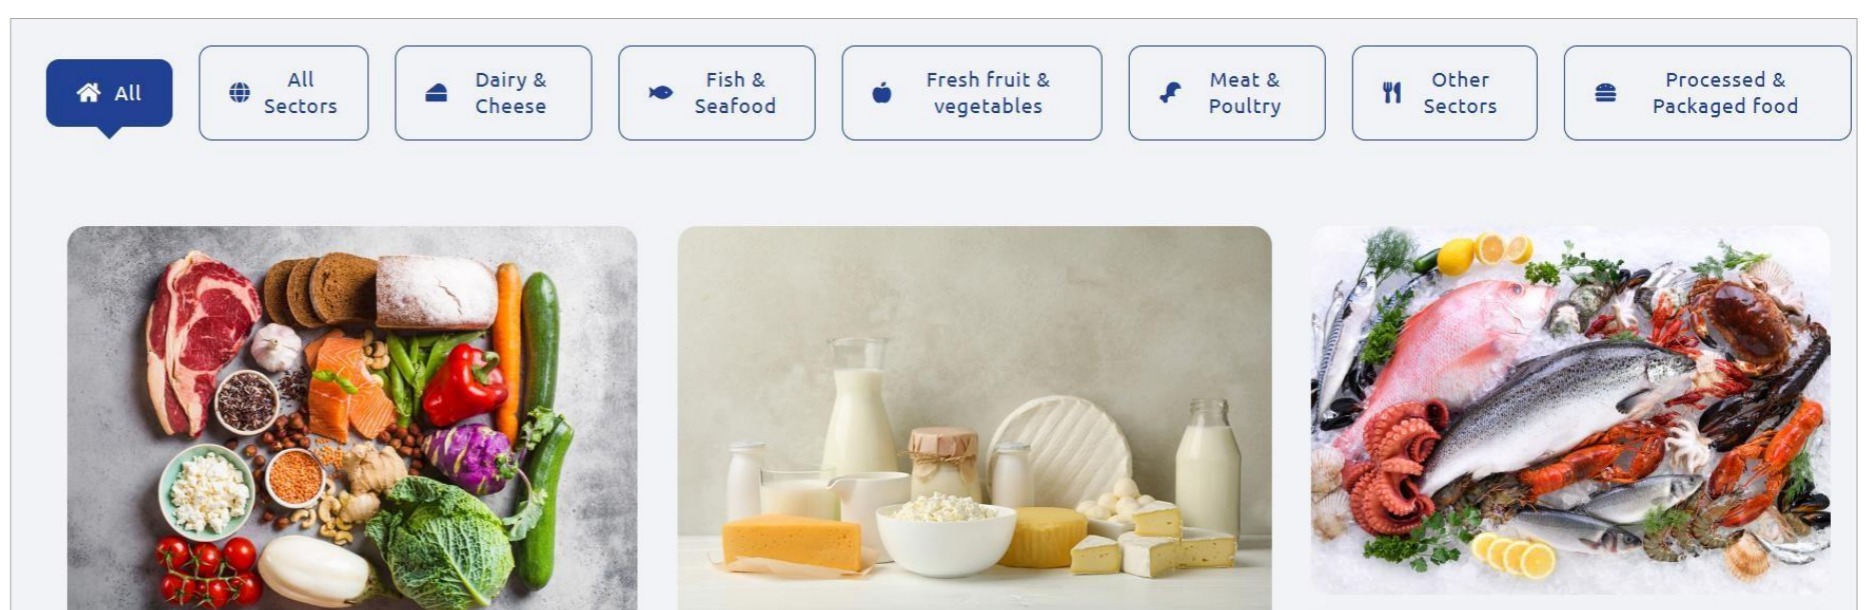 All
All
Sectors
Dairy &
Cheese
Fish &
Seafood
Fresh fruit &
vegetables
Meat &
Poultry
Other
Sectors
Processed &
Packaged food